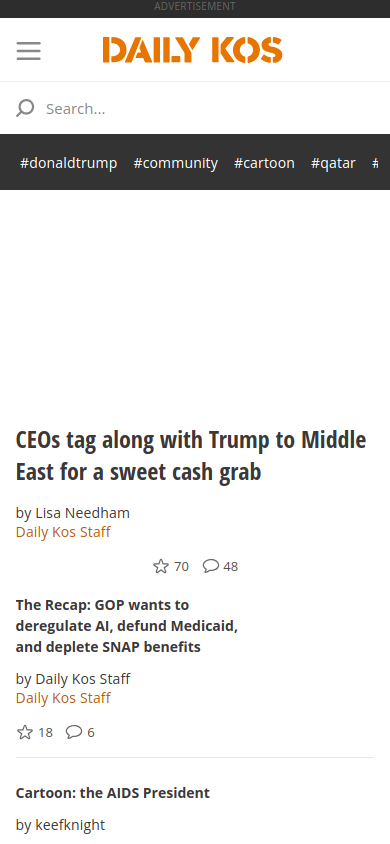 ADVERTISEMENT
DAILY KOS
Search...
#donaldtrump #community #cartoon #qatar #
CEOs tag along with Trump to Middle
East for a sweet cash grab
by Lisa Needham
Daily Kos Staff
70 48
The Recap: GOP wants to
deregulate AI, defund Medicaid,
and deplete SNAP benefits
by Daily Kos Staff
Daily Kos Staff
18 6
Cartoon: the AIDS President
by keefknight